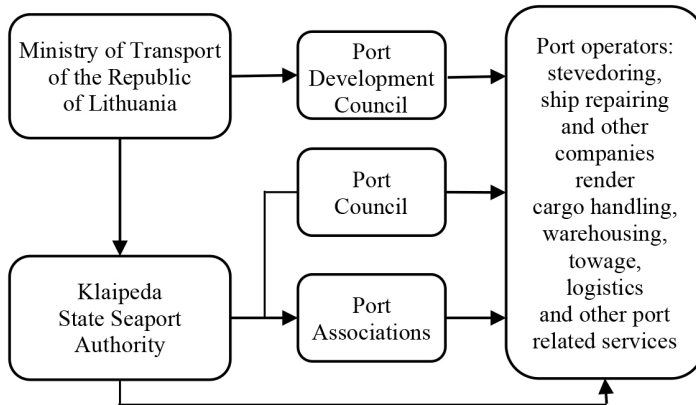 Ministry of Transport
of the Republic
of Lithuania
Port
Development
Council
Port operators:
stevedoring,
ship repairing
and other
companies
render
cargo handling,
warehousing,
towage,
logistics
and other port
related services
Port
Council
Klaipeda
State Seaport
Authority
Port
Associations